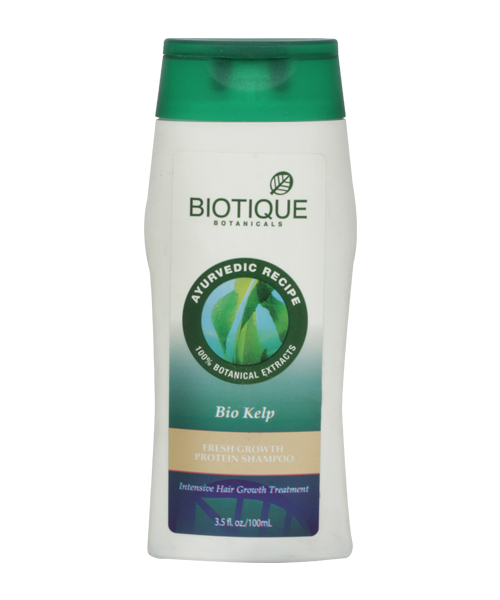 BIOTIQUE
BOTANICALS
AYURVEDIC RECIPE
100% BOTANICAL EXTRACTS
Bio Kelp
FRESH GROWTH
PROTEIN SHAMPOO
Intensive Hair Growth Treatment
3.5 fl. oz./100mL